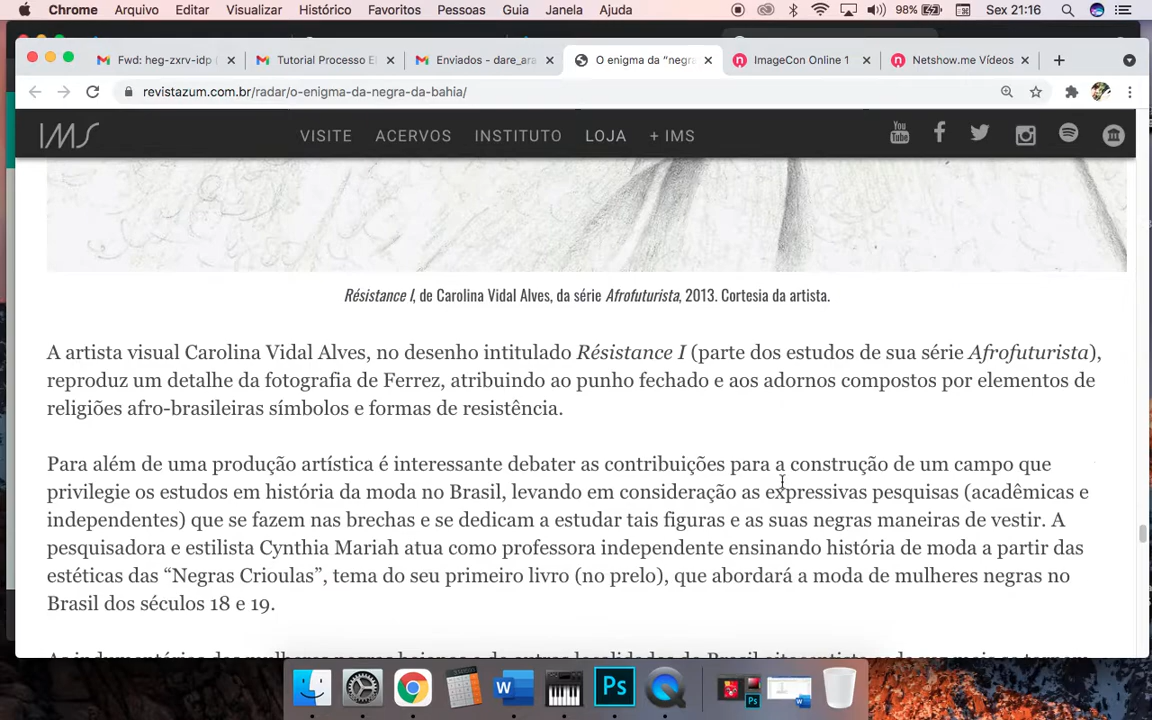 Chrome Arquivo Editar Visualizar Histórico Favoritos Pessoas Guia Janela Ajuda 98% Sex 21:16
Fwd: heg-zxrv-idp ( Tutorial Processo El Enviados - dare_ara O enigma da "negra ImageCon Online 1 Netshow.me Vídeos
revistazum.com.br/radar/o-enigma-da-negra-da-bahia/
IMS VISITE ACERVOS INSTITUTO LOJA + IMS You Tube
Résistance I, de Carolina Vidal Alves, da série Afrofuturista, 2013. Cortesia da artista.
A artista visual Carolina Vidal Alves, no desenho intitulado Résistance I (parte dos estudos de sua série Afrofuturista),
reproduz um detalhe da fotografia de Ferrez, atribuindo ao punho fechado e aos adornos compostos por elementos de
religiões afro-brasileiras símbolos e formas de resistência.
Para além de uma produção artística é interessante debater as contribuições para a construção de um campo que
privilegie os estudos em história da moda no Brasil, levando em consideração as expressivas pesquisas (acadêmicas e
independentes) que se fazem nas brechas e se dedicam a estudar tais figuras e as suas negras maneiras de vestir. A
pesquisadora e estilista Cynthia Mariah atua como professora independente ensinando história de moda a partir das
estéticas das “Negras Crioulas”, tema do seu primeiro livro (no prelo), que abordará a moda de mulheres negras no
Brasil dos séculos 18 e 19.
W Ps Ps